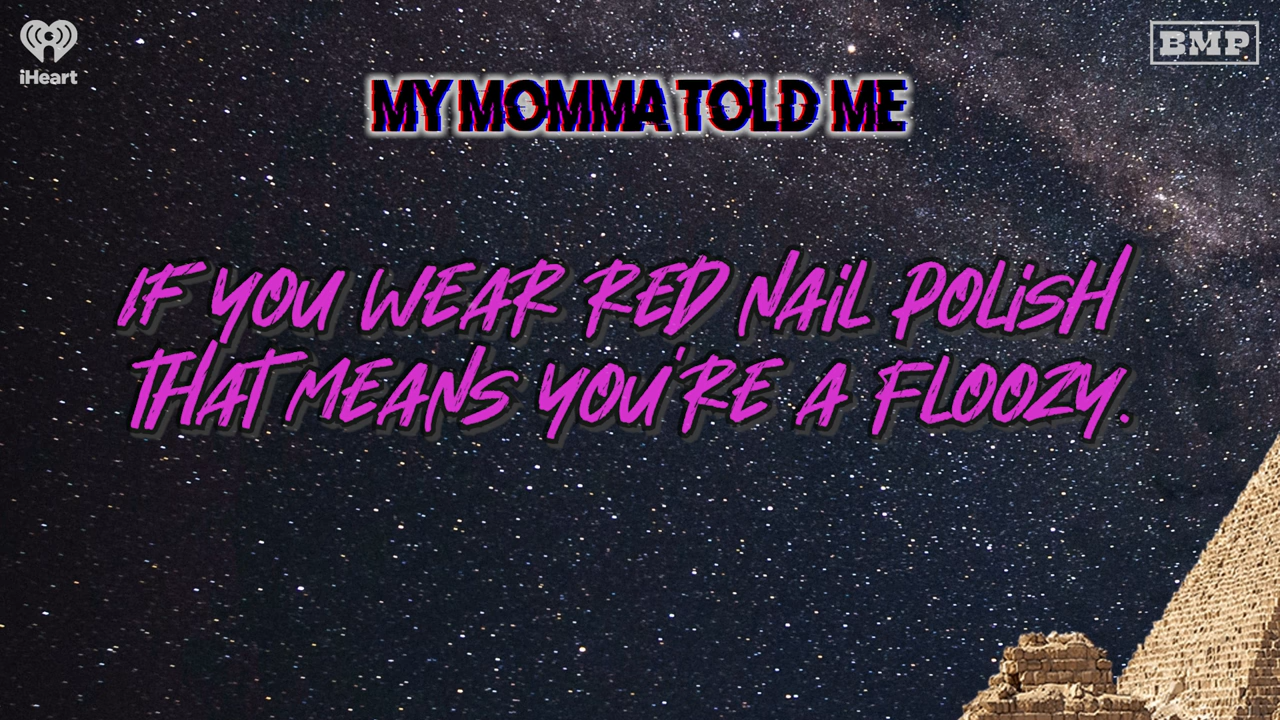 iHeart
BMP
MY MOMMA TOLD ME
IF YOU WEAR RED NAIL POLISH
THAT MEANS YOU'RE A FLOOZY.